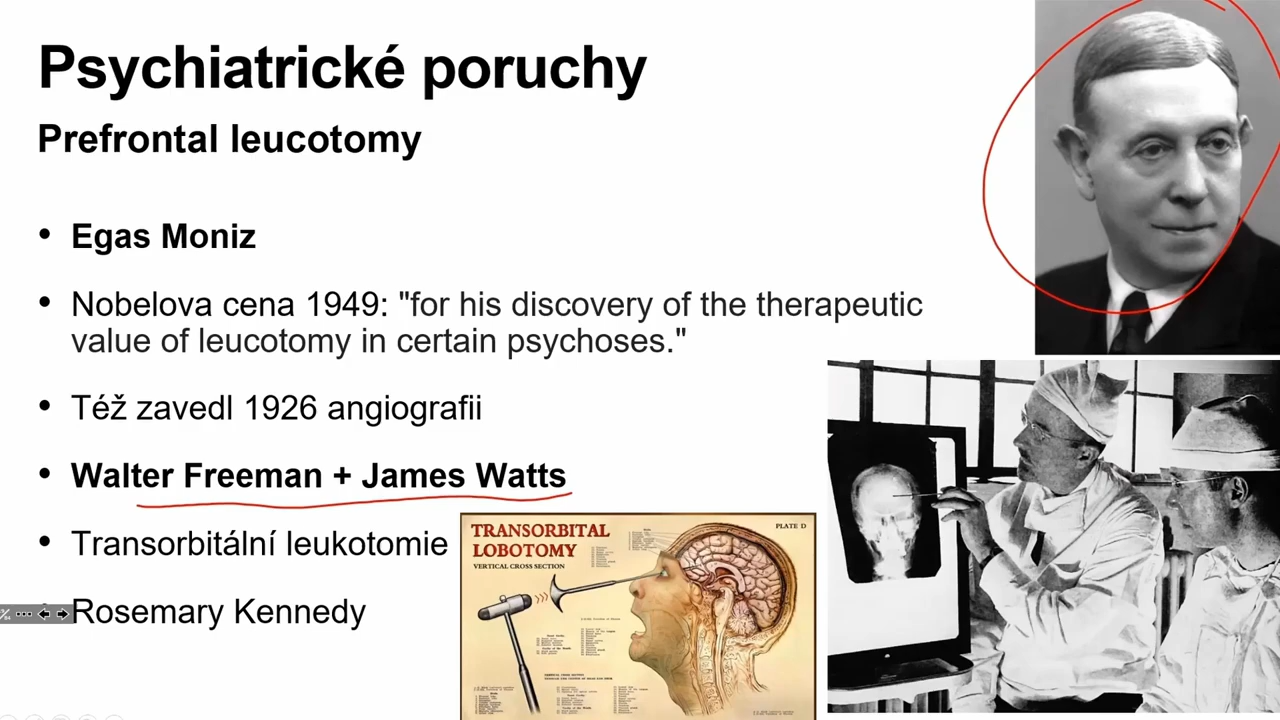 Psychiatrické poruchy
Prefrontal leucotomy
• Egas Moniz
• Nobelova cena 1949: "for his discovery of the therapeutic
value of leucotomy in certain psychoses."
• Též zavedl 1926 angiografii
• Walter Freeman + James Watts
• Transorbitální leukotomie
Rosemary Kennedy
TRANSORBITAL
LOBOTOMY
VERTICAL CROSS SECTION
PLATE D